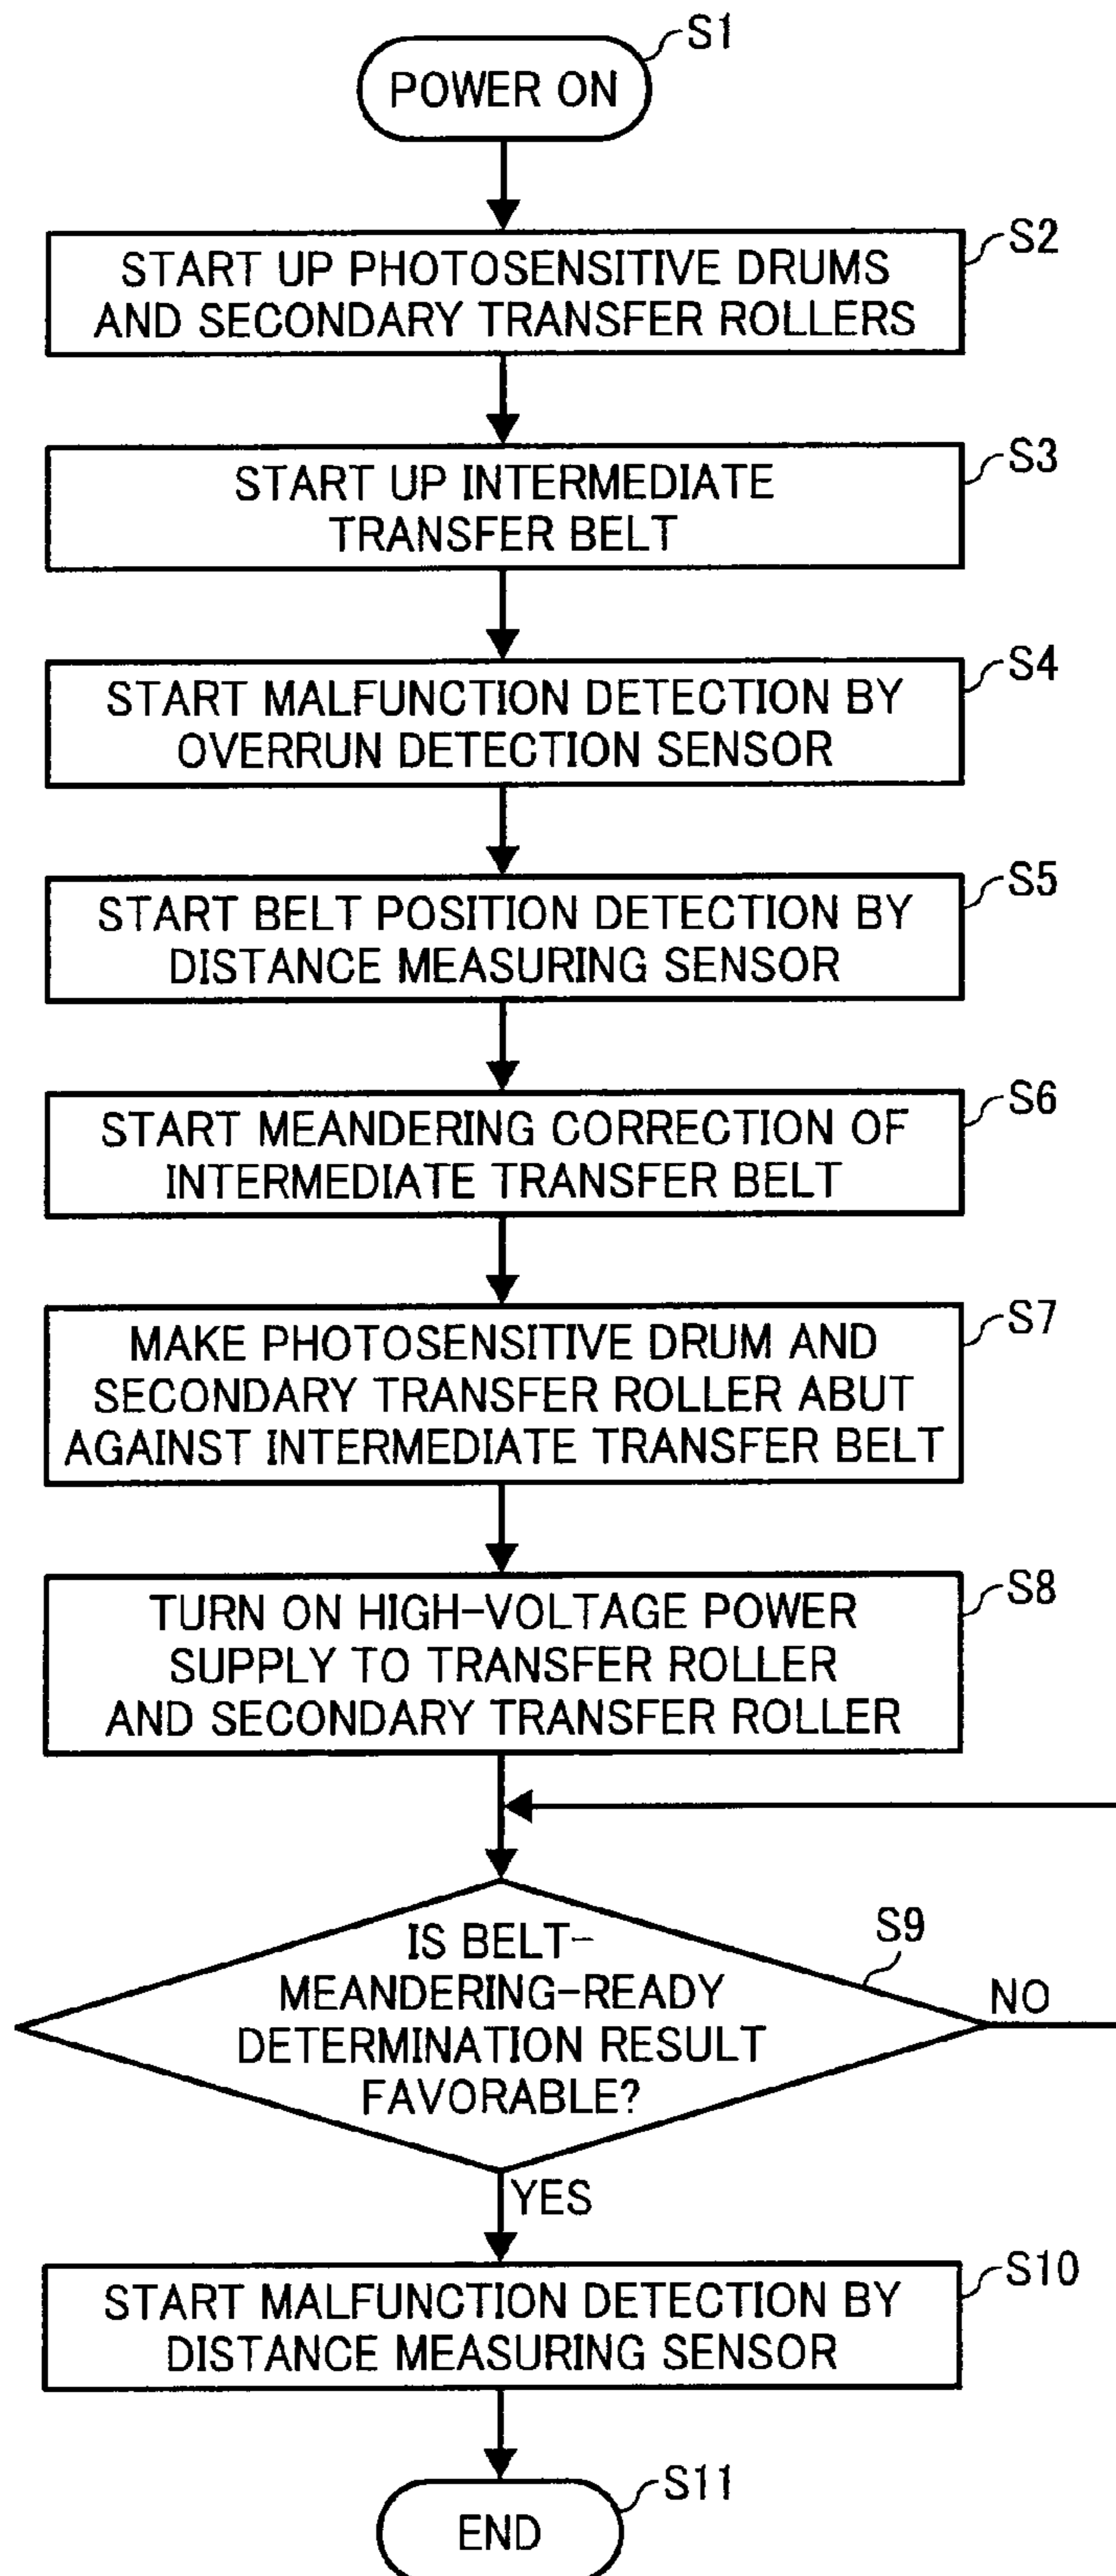 S1
POWER ON
S2
START UP PHOTOSENSITIVE DRUMS
AND SECONDARY TRANSFER ROLLERS
S3
START UP INTERMEDIATE
TRANSFER BELT
S4
START MALFUNCTION DETECTION BY
OVERRUN DETECTION SENSOR
S5
START BELT POSITION DETECTION BY
DISTANCE MEASURING SENSOR
S6
START MEANDERING CORRECTION OF
INTERMEDIATE TRANSFER BELT
S7
MAKE PHOTOSENSITIVE DRUM AND
SECONDARY TRANSFER ROLLER ABUT
AGAINST INTERMEDIATE TRANSFER BELT
S8
TURN ON HIGH-VOLTAGE POWER
SUPPLY TO TRANSFER ROLLER
AND SECONDARY TRANSFER ROLLER
S9
IS BELT-
MEANDERING-READY
DETERMINATION RESULT
FAVORABLE?
NO
YES
S10
START MALFUNCTION DETECTION BY
DISTANCE MEASURING SENSOR
S11
END